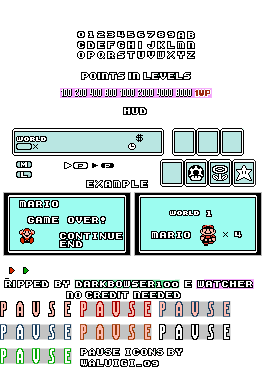 0123456789AB
CDEFGHIJKLMN
OPQRSTUVWXYZ
POINTS IN LEVELS
100 200 400 800 1000 2000 4000 8000 1UP
HUD
WORLD $
×
M P P
L
EXAMPLE
MARIO
GAME OVER!
CONTINUE
END
WORLD 1
MARIO × 4
RIPPED BY DARKBOWSER100 E WATCHER
NO CREDIT NEEDED
PAUSE PAUSE PAUSE
PAUSE PAUSE PAUSE
PAUSE PAUSE ICONS BY
WALUIGI_09